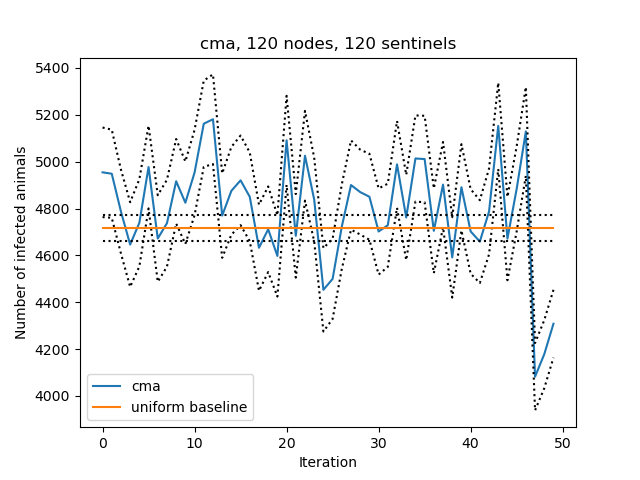 cma, 120 nodes, 120 sentinels
Number of infected animals
5400
5200
5000
4800
4600
4400
4200
4000
cma
uniform baseline
0 10 20 30 40 50
Iteration